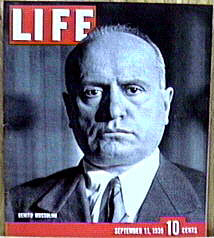 LIFE
BENITO MUSSOLINI
SEPTEMBER 11, 1939 10 CENTS